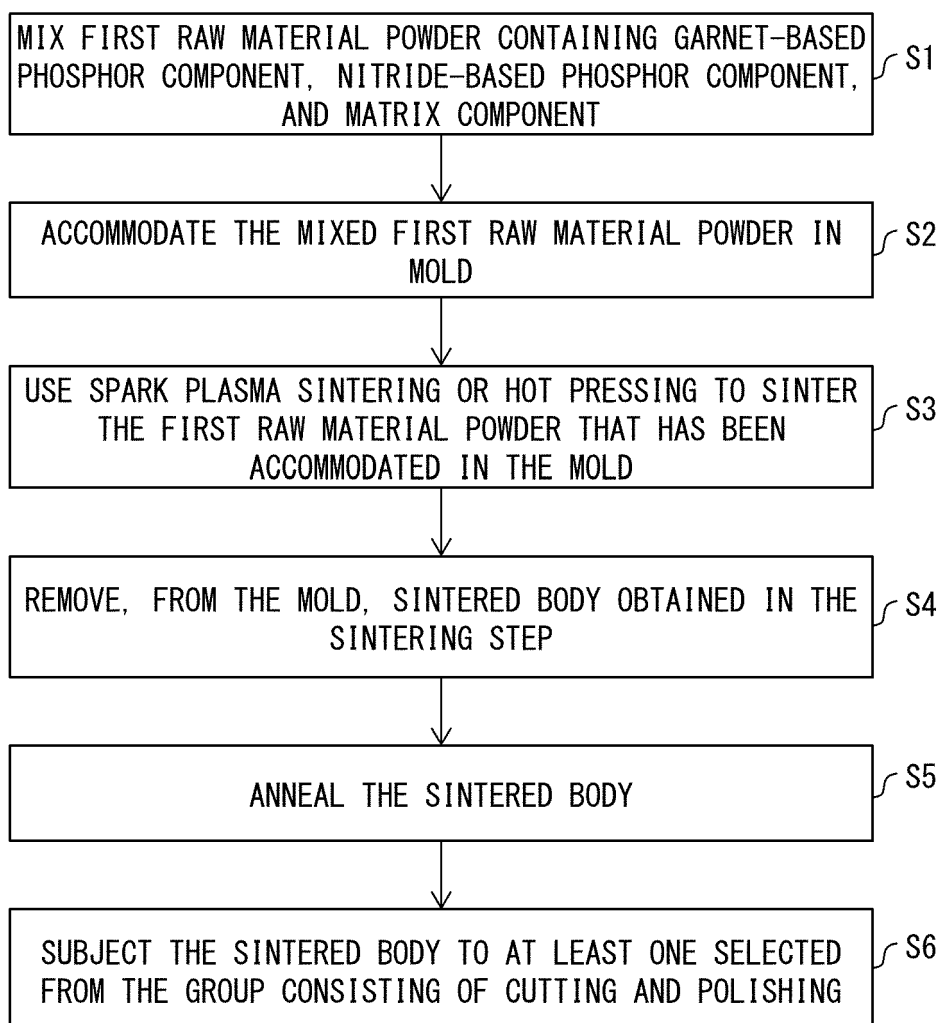 MIX FIRST RAW MATERIAL POWDER CONTAINING GARNET-BASED
PHOSPHOR COMPONENT, NITRIDE-BASED PHOSPHOR COMPONENT,
AND MATRIX COMPONENT
S1
ACCOMMODATE THE MIXED FIRST RAW MATERIAL POWDER IN
MOLD
S2
USE SPARK PLASMA SINTERING OR HOT PRESSING TO SINTER
THE FIRST RAW MATERIAL POWDER THAT HAS BEEN
ACCOMMODATED IN THE MOLD
S3
REMOVE, FROM THE MOLD, SINTERED BODY OBTAINED IN THE
SINTERING STEP
S4
ANNEAL THE SINTERED BODY
S5
SUBJECT THE SINTERED BODY TO AT LEAST ONE SELECTED
FROM THE GROUP CONSISTING OF CUTTING AND POLISHING
S6